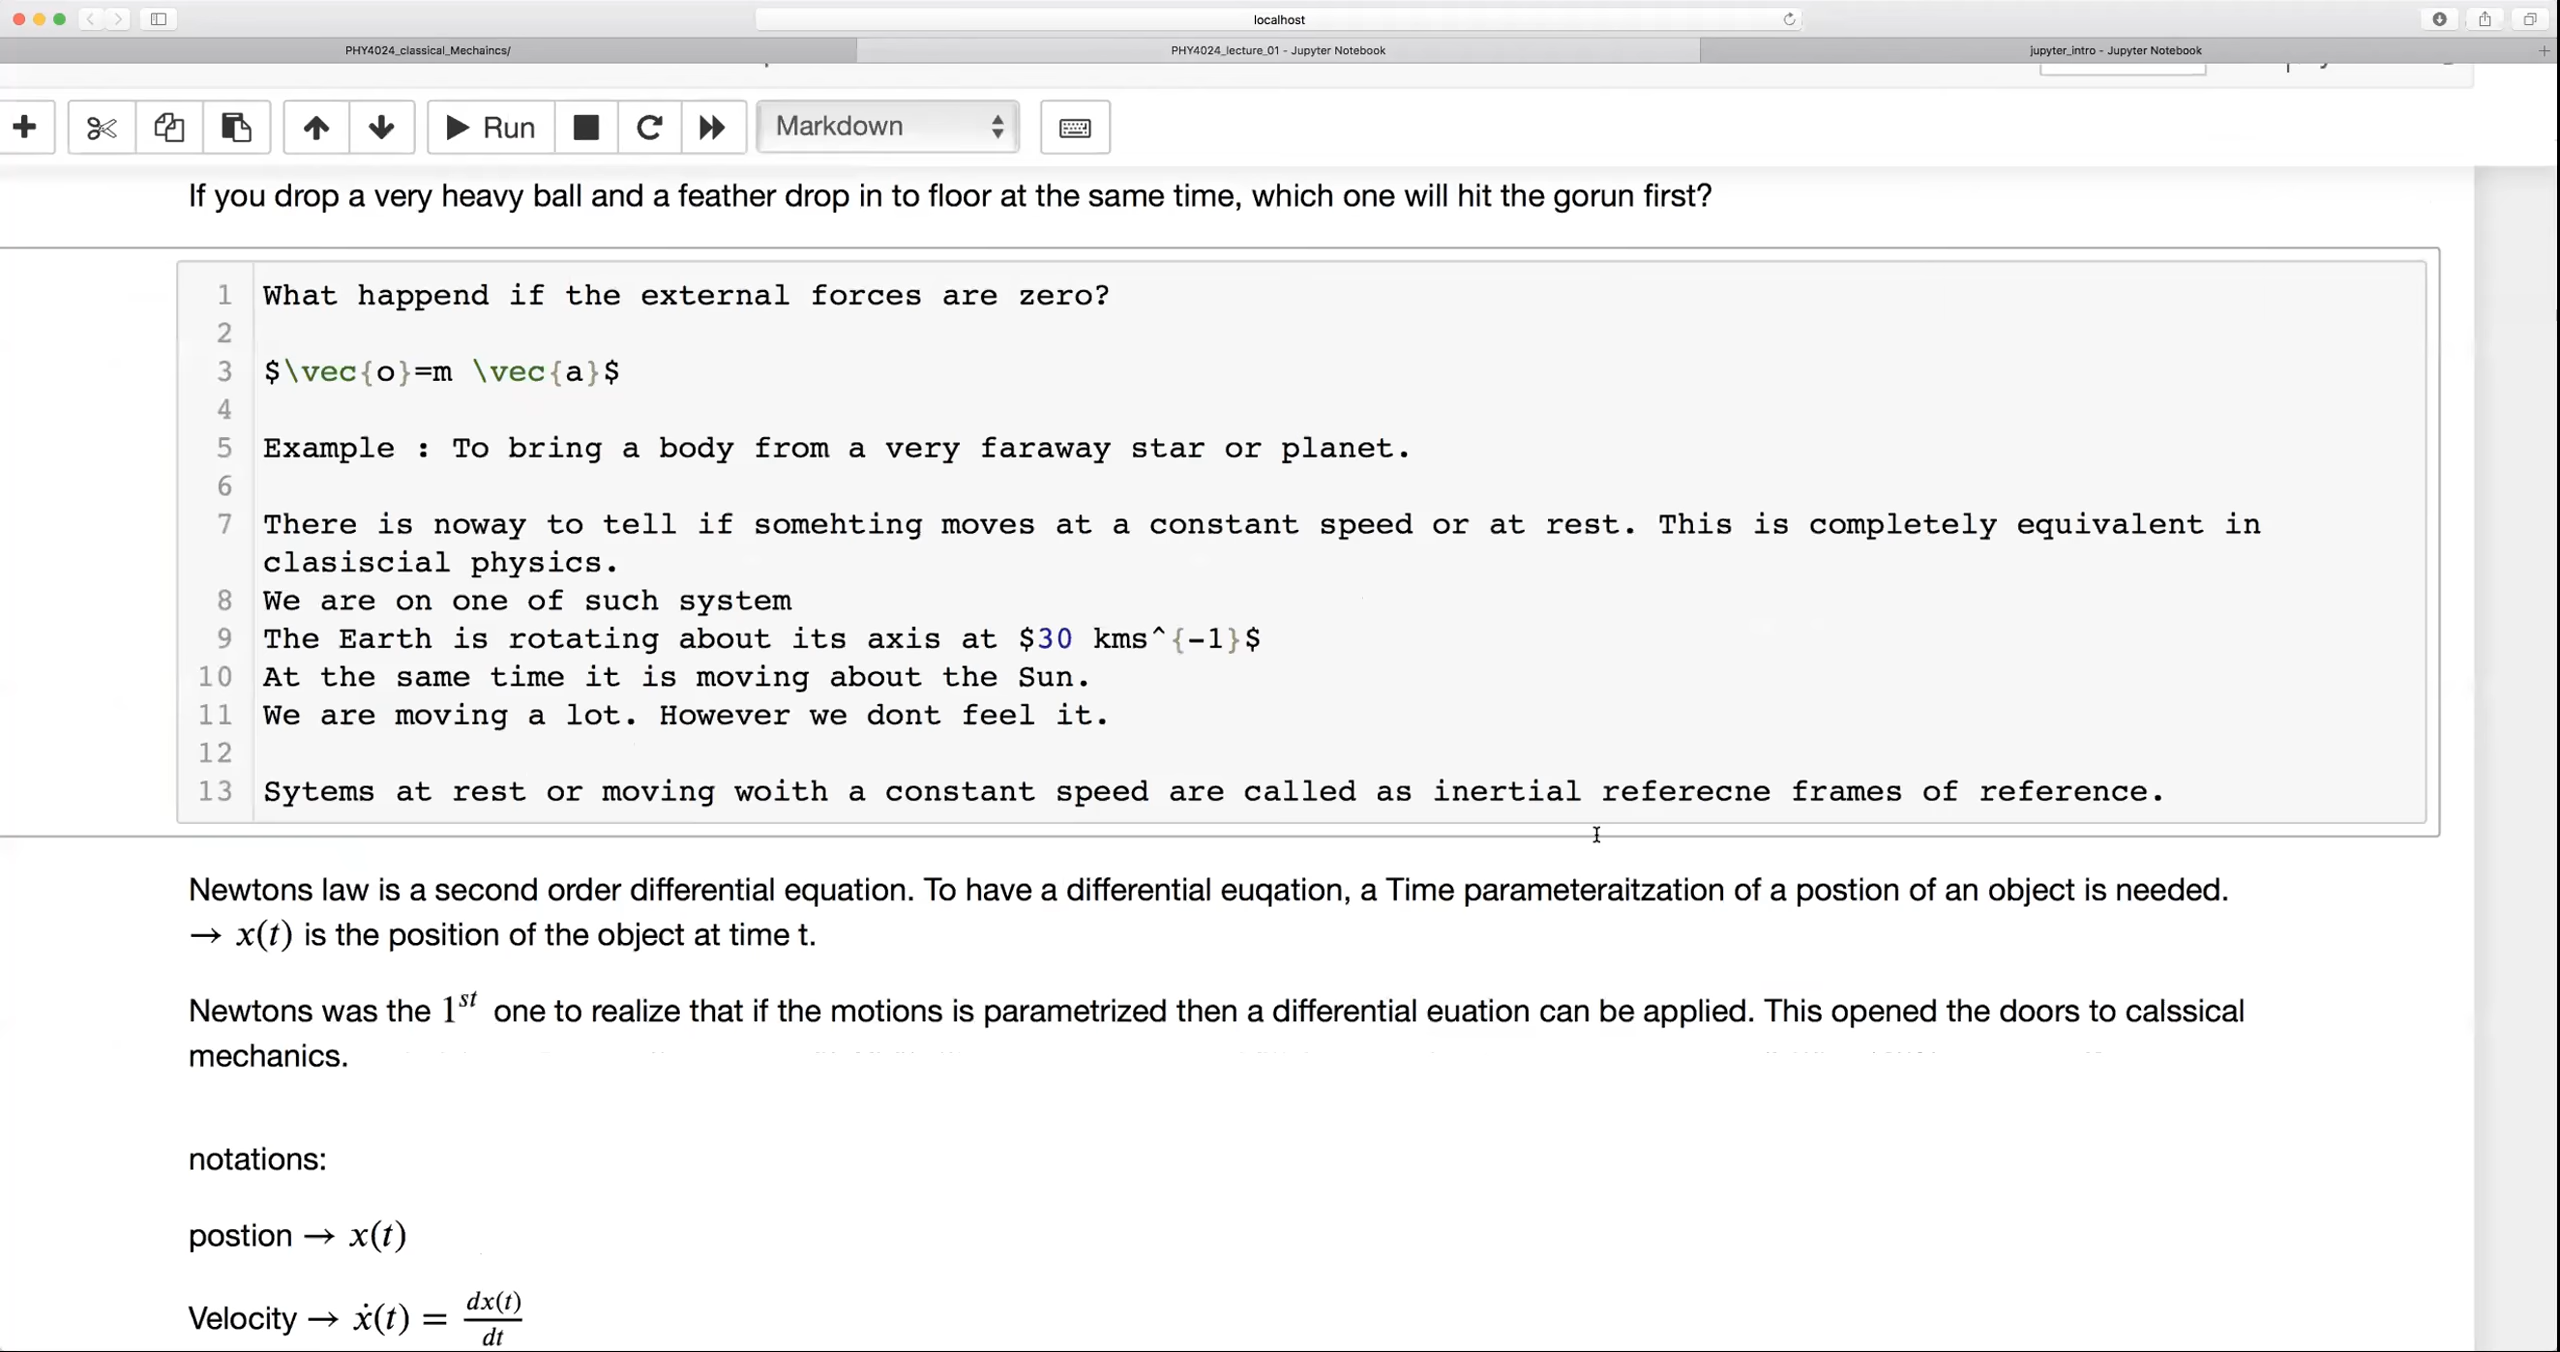 localhost
PHY4024_classical_Mechaincs/
PHY4024_lecture_01 - Jupyter Notebook
jupyter_intro - Jupyter Notebook
Run
Markdown
If you drop a very heavy ball and a feather drop in to floor at the same time, which one will hit the gorun first?
1 What happend if the external forces are zero?
2
3 $\vec{o}=m \vec{a}$
4
5 Example : To bring a body from a very faraway star or planet.
6
7 There is noway to tell if somehting moves at a constant speed or at rest. This is completely equivalent in
clasiscial physics.
8 We are on one of such system
9 The Earth is rotating about its axis at $30 kms^{-1}$
10 At the same time it is moving about the Sun.
11 We are moving a lot. However we dont feel it.
12
13 Sytems at rest or moving woith a constant speed are called as inertial referecne frames of reference.
Newtons law is a second order differential equation. To have a differential euqation, a Time parameteraitzation of a postion of an object is needed.
→ x(t) is the position of the object at time t.
Newtons was the 1^{st} one to realize that if the motions is parametrized then a differential euation can be applied. This opened the doors to calssical
mechanics.
notations:
postion → x(t)
Velocity → ẋ(t) = dx(t)/dt